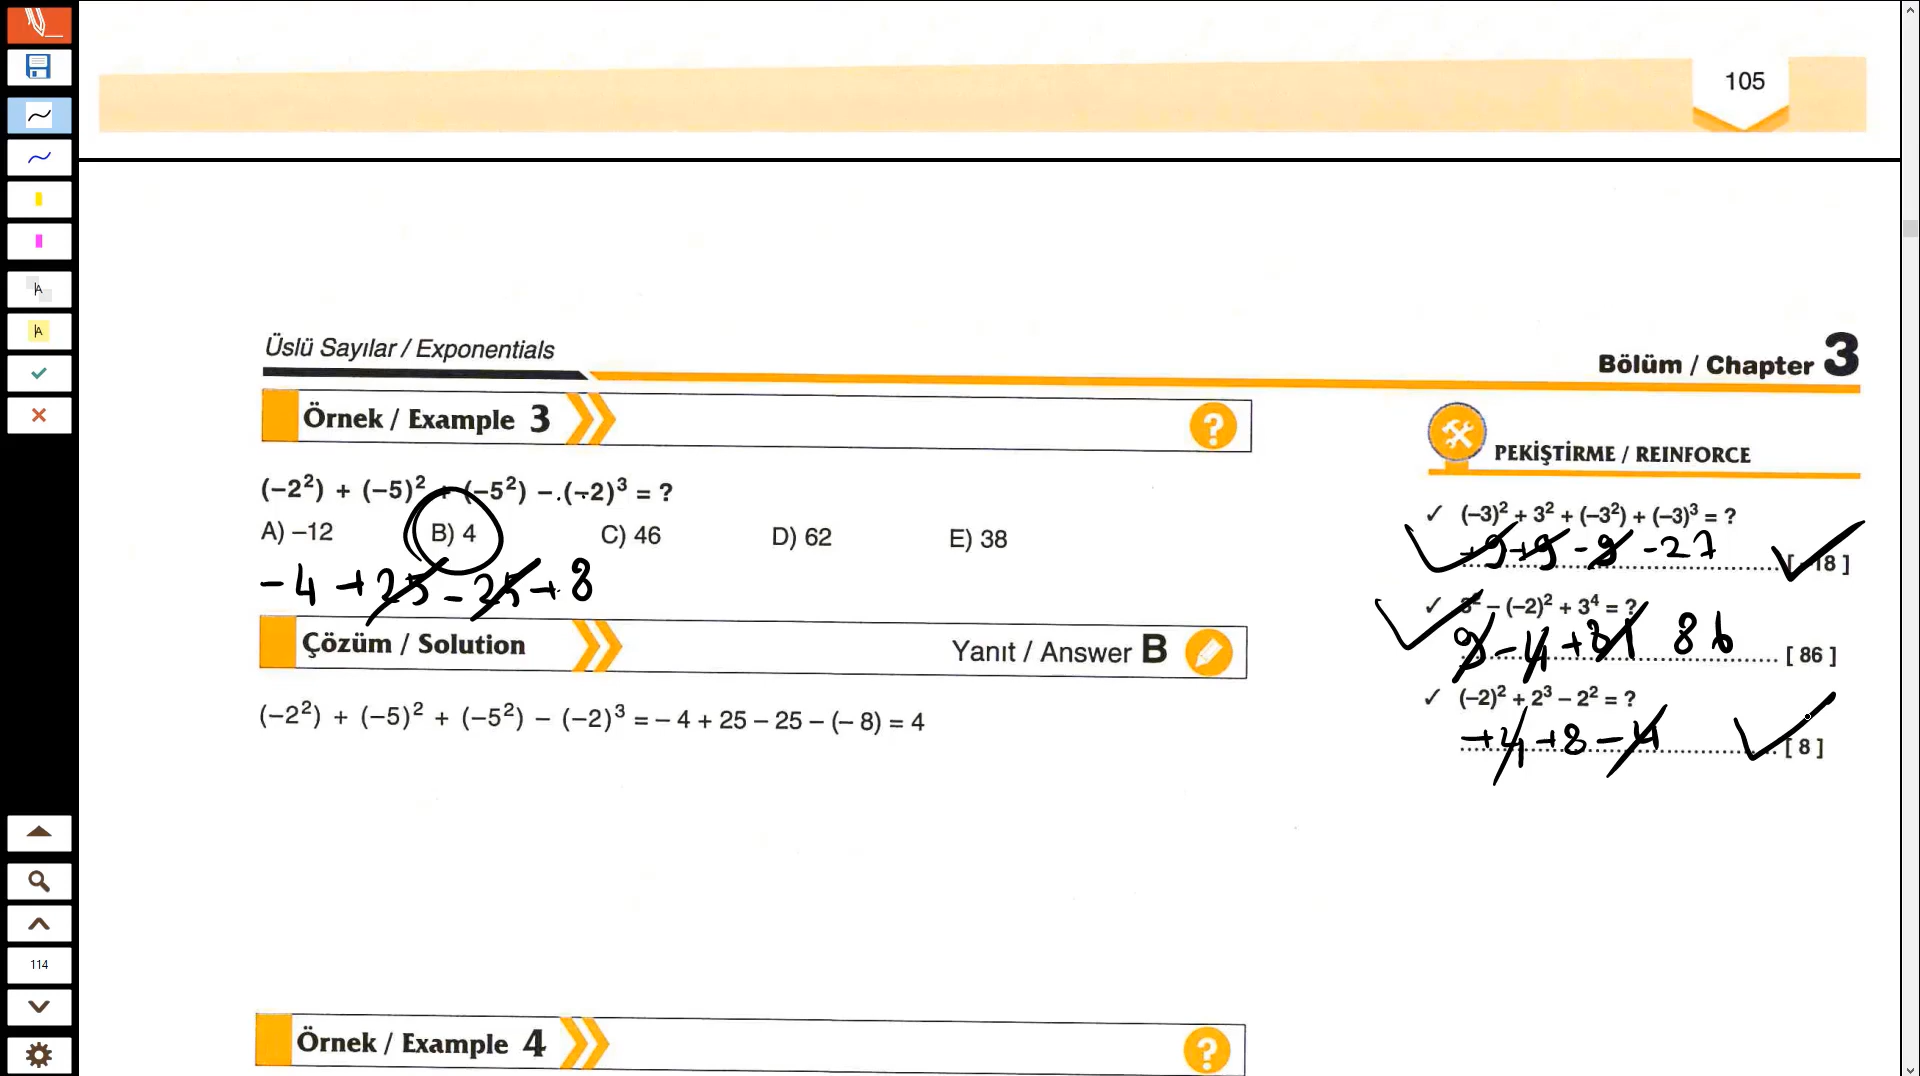 105
Üslü Sayılar / Exponentials
Bölüm / Chapter 3
Örnek / Example 3
?
(–2²) + (–5)² + (–5²) – (–2)³ = ?
A) –12 B) 4 C) 46 D) 62 E) 38
-4 +25 -25 + 8
Çözüm / Solution
Yanıt / Answer B
(–2²) + (–5)² + (–5²) – (–2)³ = – 4 + 25 – 25 – (– 8) = 4
PEKİŞTİRME / REINFORCE
✓ (–3)² + 3² + (–3²) + (–3)³ = ?
+9 +9 -9 -27
[ –18 ]
✓ 3² – (–2)² + 3⁴ = ?
9 - 4 + 81 86
[ 86 ]
✓ (–2)² + 2³ – 2² = ?
+4 +8 -4
[ 8 ]
Örnek / Example 4
?
A
A
114